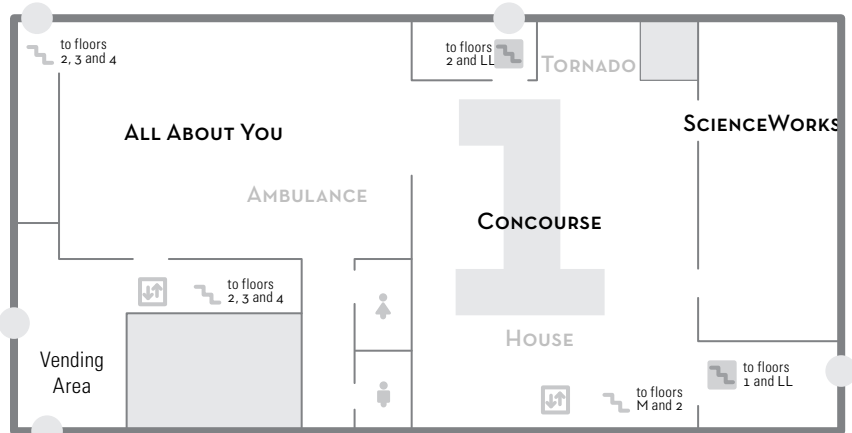 to floors
2, 3 and 4
to floors
2 and LL
TORNADO
ALL ABOUT YOU
SCIENCEWORKS
AMBULANCE
1
CONCOURSE
to floors
2, 3 and 4
HOUSE
Vending
Area
to floors
1 and LL
to floors
M and 2